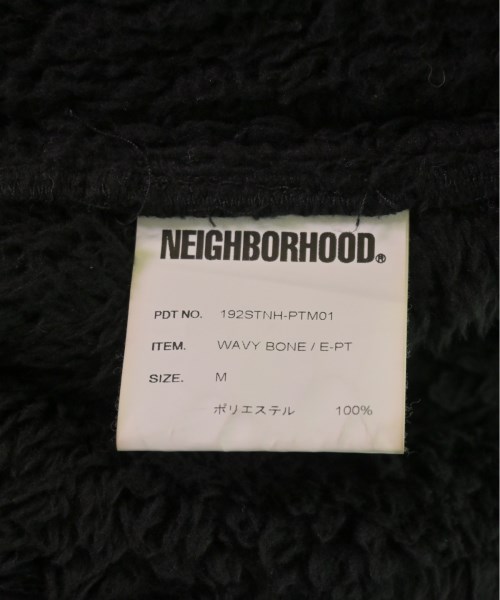 NEIGHBORHOOD®
PDT NO. 192STNH-PTM01
ITEM. WAVY BONE / E-PT
SIZE. M
ポリエステル 100%